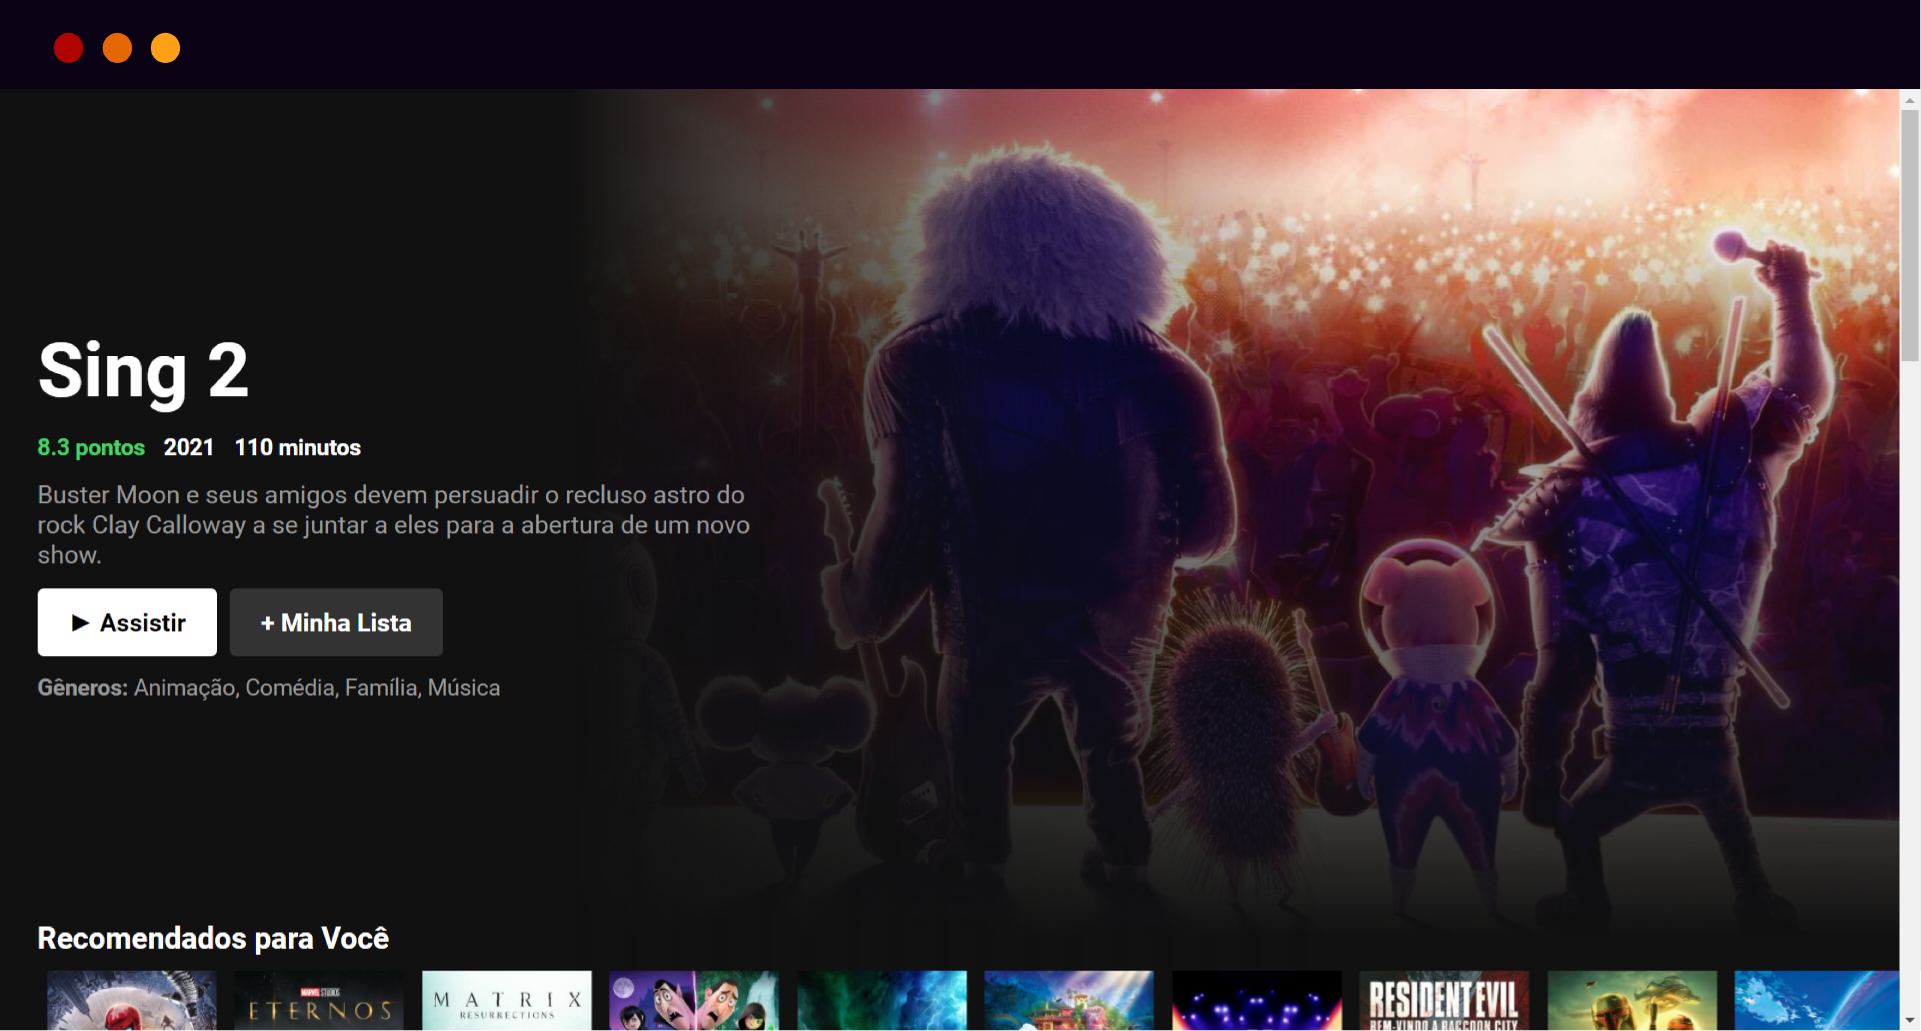 Sing 2
8.3 pontos 2021 110 minutos
Buster Moon e seus amigos devem persuadir o recluso astro do
rock Clay Calloway a se juntar a eles para a abertura de um novo
show.
► Assistir
+ Minha Lista
Gêneros: Animação, Comédia, Família, Música
Recomendados para Você
MARVEL STUDIOS
ETERNOS
MATRIX
RESURRECTIONS
RESIDENT EVIL
BEM-VINDO A RACCOON CITY